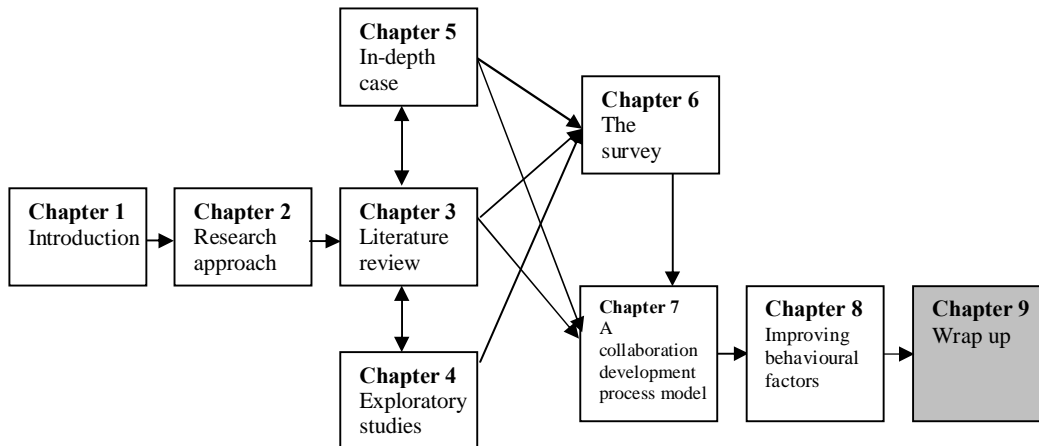 Chapter 5
In-depth
case
Chapter 6
The
survey
Chapter 1
Introduction
Chapter 2
Research
approach
Chapter 3
Literature
review
Chapter 4
Exploratory
studies
Chapter 7
A
collaboration
development
process model
Chapter 8
Improving
behavioural
factors
Chapter 9
Wrap up